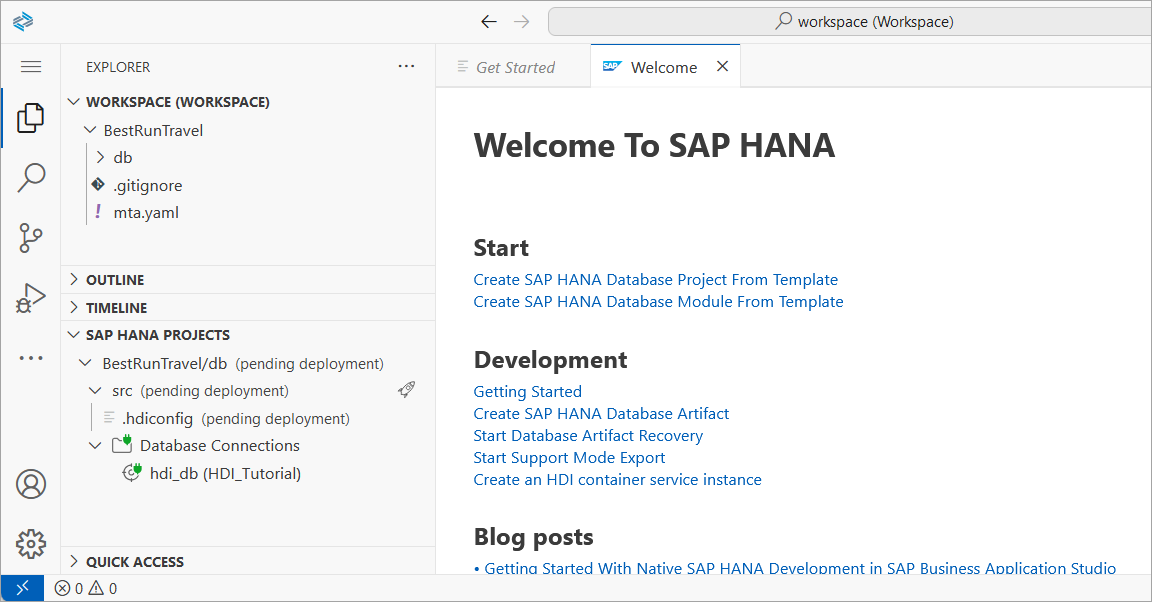 workspace (Workspace)
EXPLORER
WORKSPACE (WORKSPACE)
BestRunTravel
db
.gitignore
! mta.yaml
OUTLINE
TIMELINE
SAP HANA PROJECTS
BestRunTravel/db (pending deployment)
src (pending deployment)
.hdiconfig (pending deployment)
Database Connections
hdi_db (HDI_Tutorial)
QUICK ACCESS
0 0
Get Started
SAP Welcome
Welcome To SAP HANA
Start
Create SAP HANA Database Project From Template
Create SAP HANA Database Module From Template
Development
Getting Started
Create SAP HANA Database Artifact
Start Database Artifact Recovery
Start Support Mode Export
Create an HDI container service instance
Blog posts
• Getting Started With Native SAP HANA Development in SAP Business Application Studio